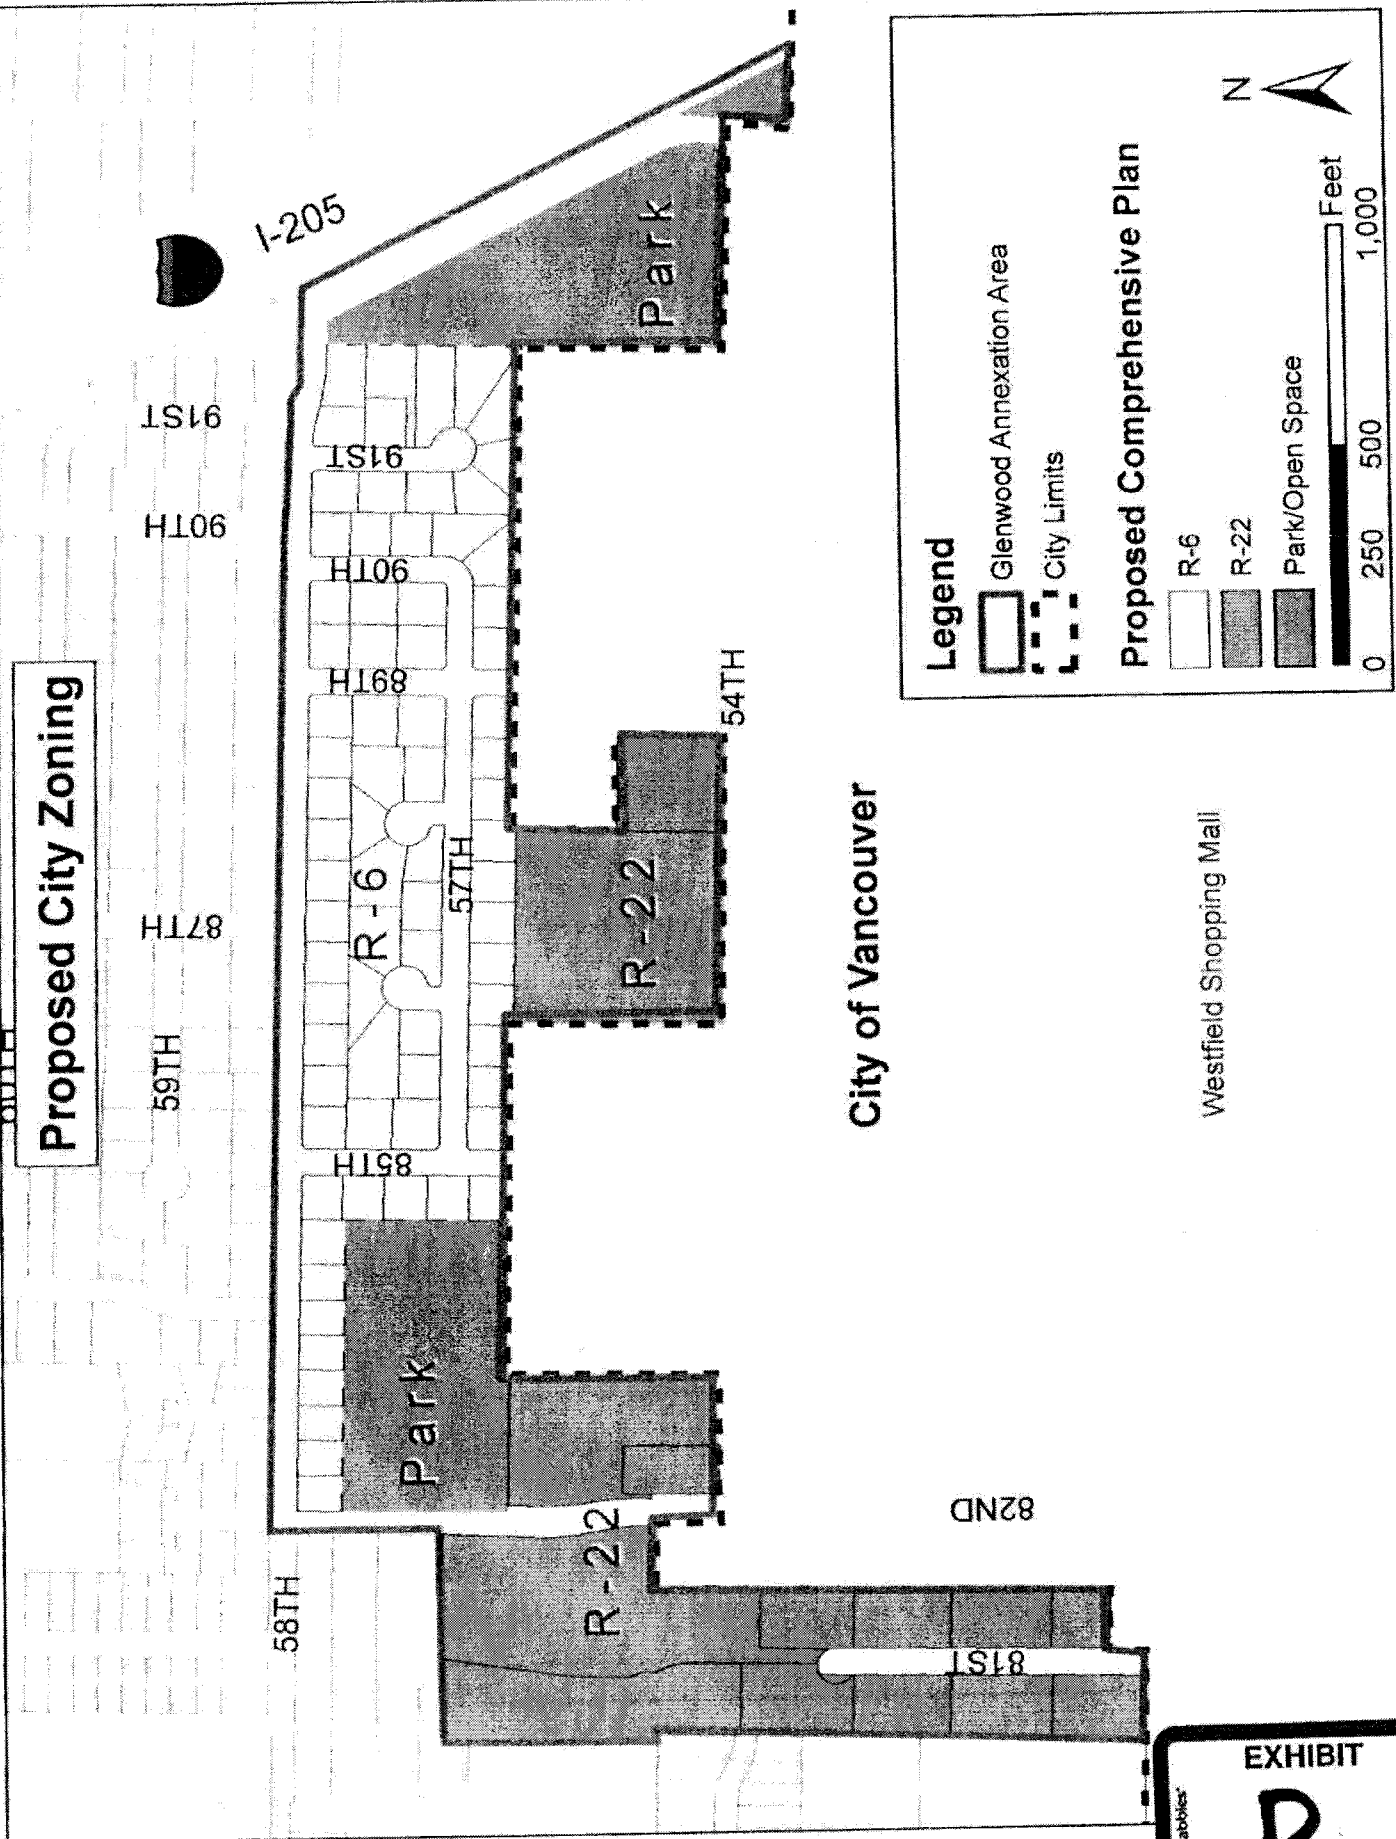 Proposed City Zoning
59TH
87TH
90TH
91ST
I-205
58TH
85TH
89TH
90TH
91ST
R-6
57TH
Park
Park
R-22
R-22
54TH
81ST
82ND
City of Vancouver
Westfield Shopping Mall
Legend
Glenwood Annexation Area
City Limits
Proposed Comprehensive Plan
R-6
R-22
Park/Open Space
N
0 250 500 1,000
Feet
EXHIBIT